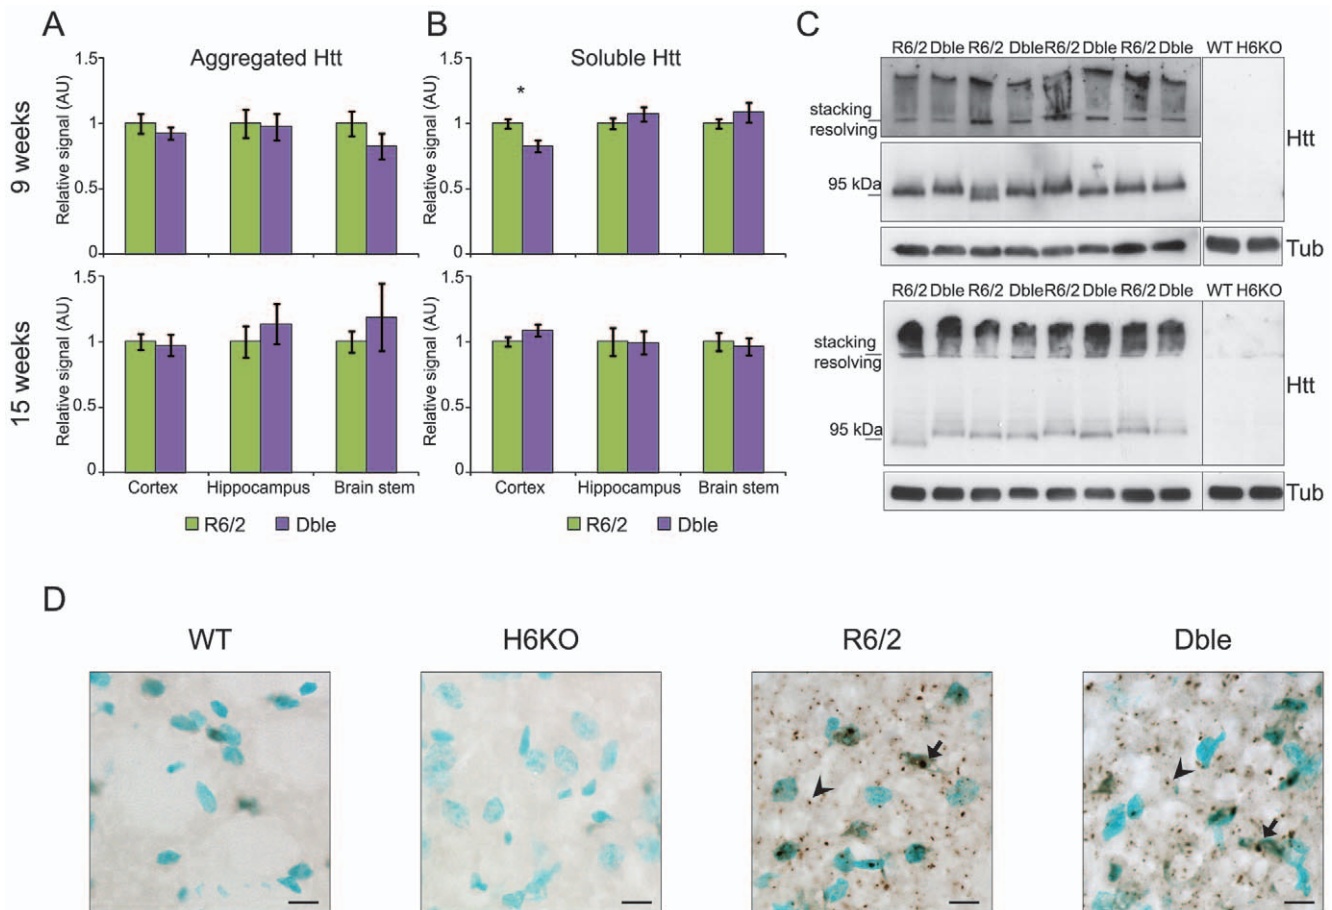 A
Aggregated Htt
9 weeks
Relative signal (AU)
1.5
1
0.5
0
15 weeks
Relative signal (AU)
1.5
1
0.5
0
Cortex Hippocampus Brain stem
R6/2 Dble
B
Soluble Htt
Relative signal (AU)
1.5
1
0.5
0
*
Relative signal (AU)
1.5
1
0.5
0
Cortex Hippocampus Brain stem
R6/2 Dble
C
R6/2 Dble R6/2 Dble R6/2 Dble R6/2 Dble WT H6KO
stacking
resolving
95 kDa
Htt
Tub
R6/2 Dble R6/2 Dble R6/2 Dble R6/2 Dble WT H6KO
stacking
resolving
95 kDa
Htt
Tub
D
WT H6KO R6/2 Dble